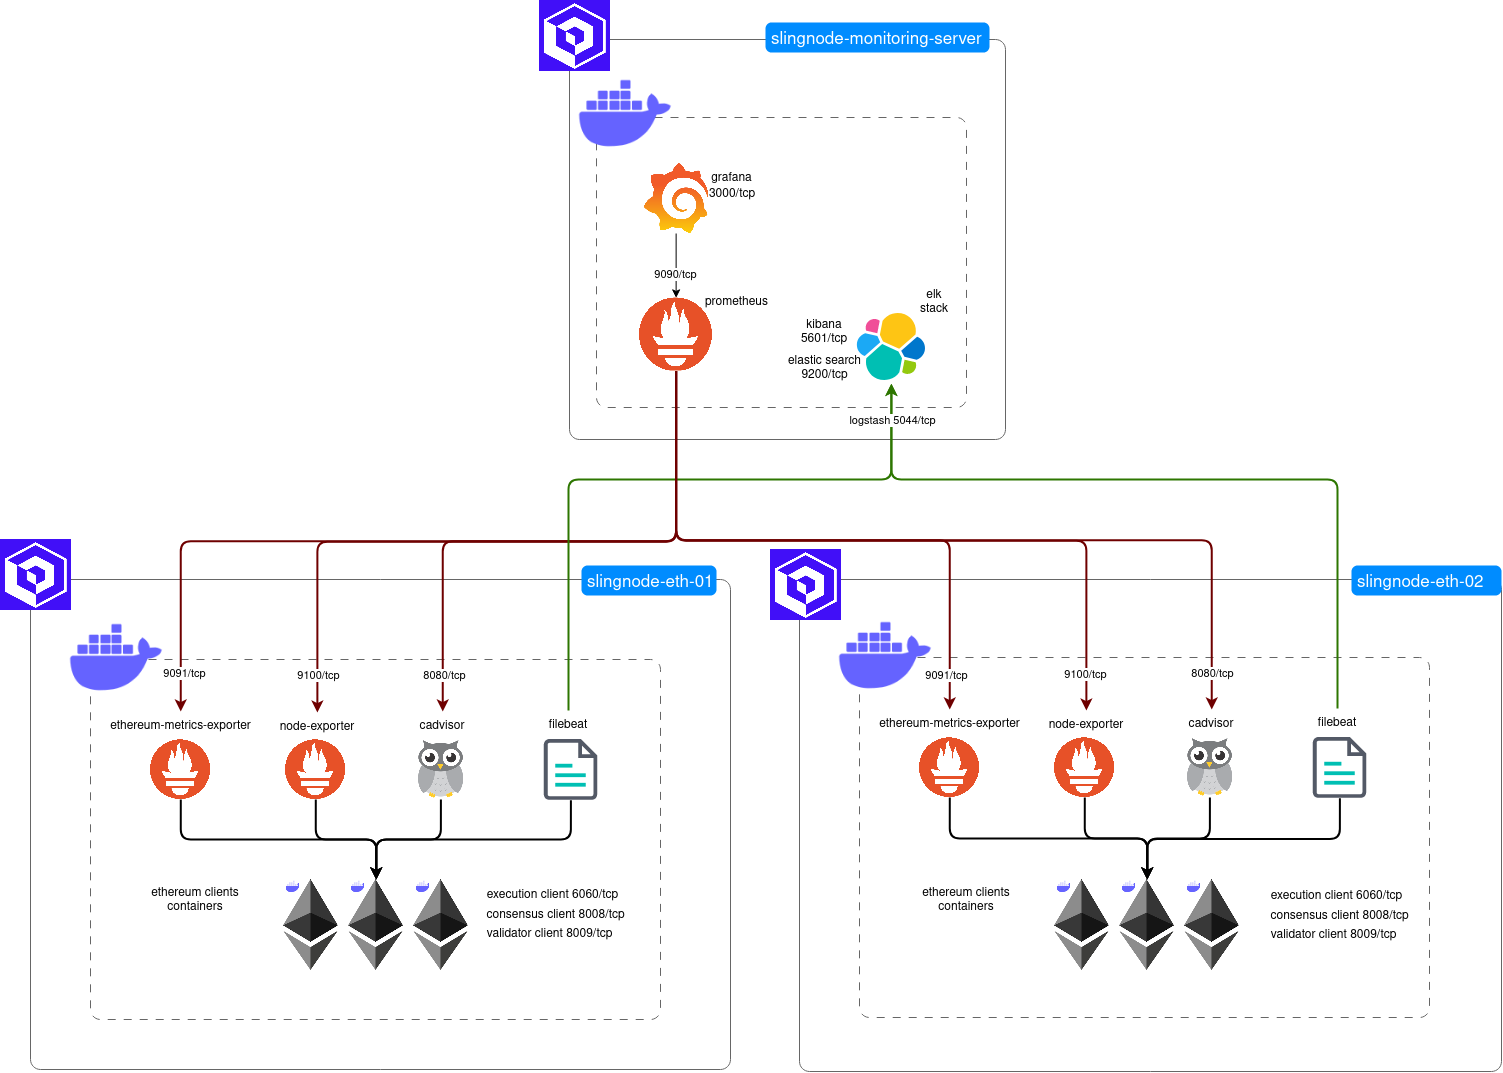 slingnode-monitoring-server
grafana
3000/tcp
9090/tcp
prometheus
elk
stack
kibana
5601/tcp
elastic search
9200/tcp
logstash 5044/tcp
slingnode-eth-01
9091/tcp
9100/tcp
8080/tcp
ethereum-metrics-exporter
node-exporter
cadvisor
filebeat
ethereum clients
containers
execution client 6060/tcp
consensus client 8008/tcp
validator client 8009/tcp
slingnode-eth-02
9091/tcp
9100/tcp
8080/tcp
ethereum-metrics-exporter
node-exporter
cadvisor
filebeat
ethereum clients
containers
execution client 6060/tcp
consensus client 8008/tcp
validator client 8009/tcp